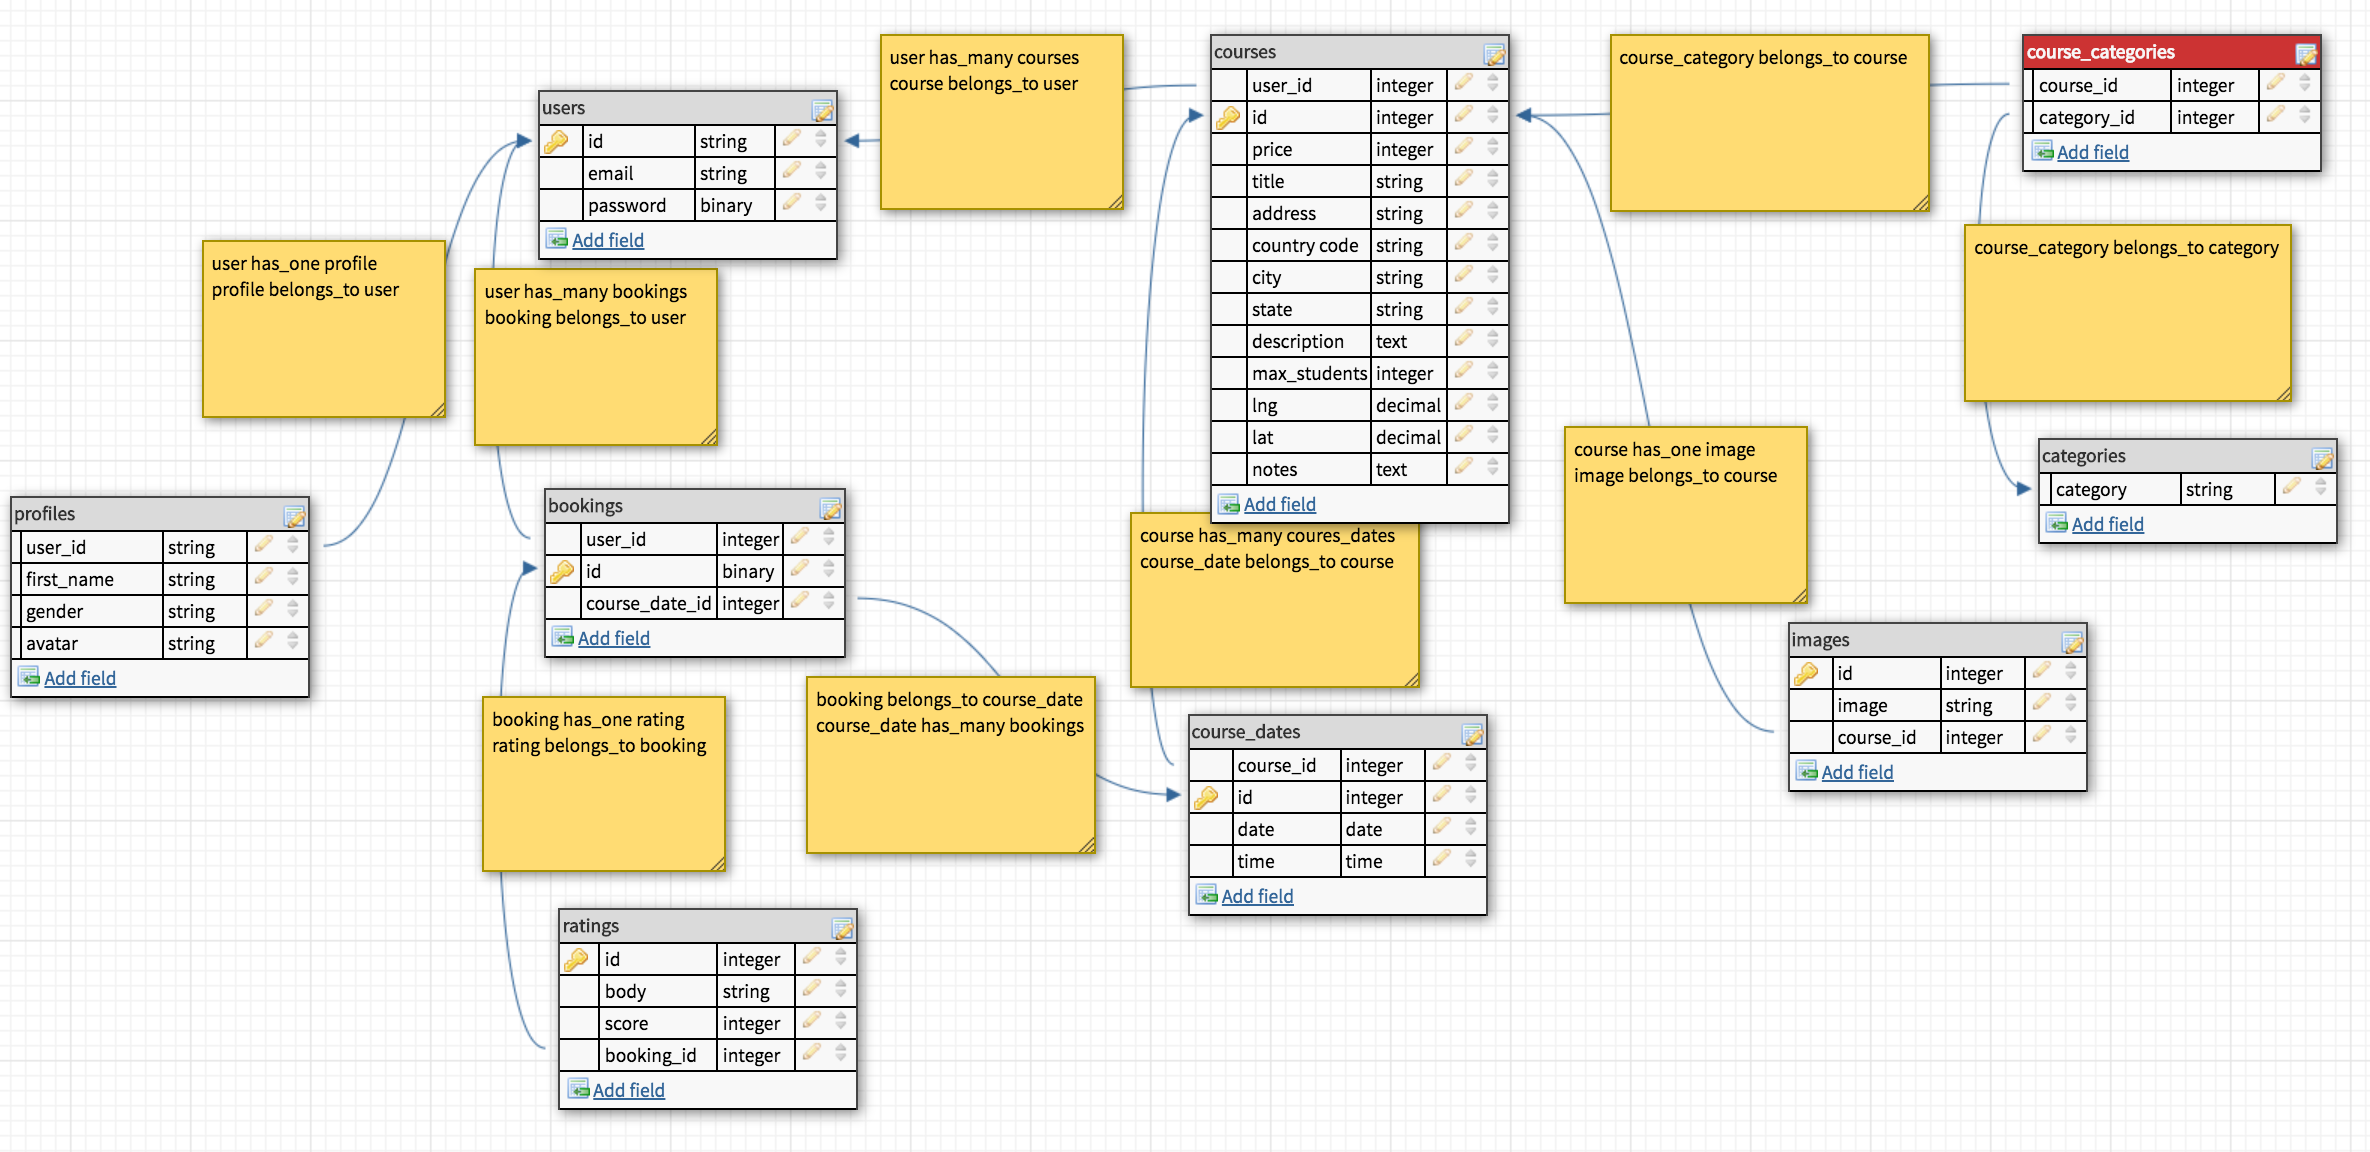 user has_many courses
course belongs_to user
courses
user_id integer
id integer
price integer
title string
address string
country code string
city string
state string
description text
max_students integer
lng decimal
lat decimal
notes text
Add field
course_category belongs_to course
course_categories
course_id integer
category_id integer
Add field
users
id string
email string
password binary
Add field
user has_one profile
profile belongs_to user
user has_many bookings
booking belongs_to user
course_category belongs_to category
categories
category string
Add field
course has_one image
image belongs_to course
profiles
user_id string
first_name string
gender string
avatar string
Add field
bookings
user_id integer
id binary
course_date_id integer
Add field
course has_many coures_dates
course_date belongs_to course
images
id integer
image string
course_id integer
Add field
booking has_one rating
rating belongs_to booking
booking belongs_to course_date
course_date has_many bookings
course_dates
course_id integer
id integer
date date
time time
Add field
ratings
id integer
body string
score integer
booking_id integer
Add field